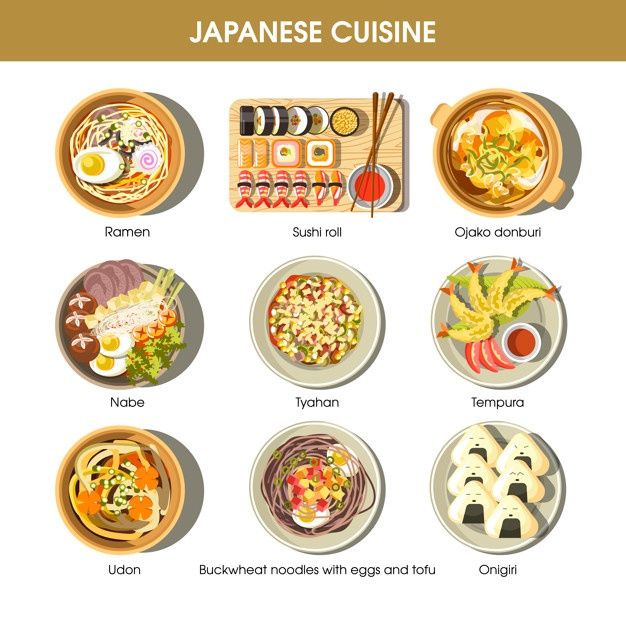 JAPANESE CUISINE
Ramen
Sushi roll
Ojako donburi
Nabe
Tyahan
Tempura
Udon
Buckwheat noodles with eggs and tofu
Onigiri